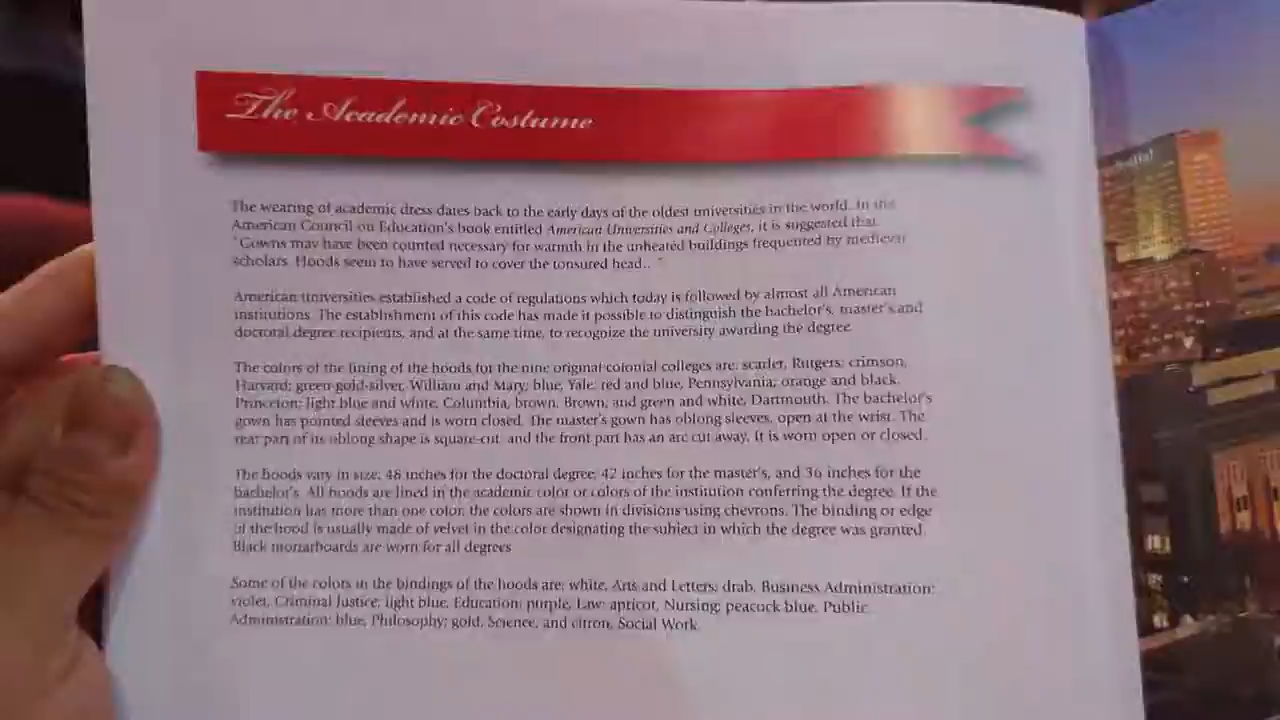 The Academic Costume
The wearing of academic dress dates back to the early days of the oldest universities in the world. In the
American Council on Education's book entitled American Universities and Colleges, it is suggested that
"Gowns may have been counted necessary for warmth in the unheated buildings frequented by medieval
scholars. Hoods seem to have served to cover the tonsured head.. "
American universities established a code of regulations which today is followed by almost all American
institutions. The establishment of this code has made it possible to distinguish the bachelor's, master's and
doctoral degree recipients, and at the same time, to recognize the university awarding the degree.
The colors of the lining of the hoods for the nine original colonial colleges are: scarlet, Rutgers; crimson,
Harvard; green-gold-silver, William and Mary; blue, Yale; red and blue, Pennsylvania; orange and black,
Princeton; light blue and white, Columbia, brown, Brown, and green and white, Dartmouth. The bachelor's
gown has pointed sleeves and is worn closed. The master's gown has oblong sleeves, open at the wrist. The
rear part of its oblong shape is square-cut, and the front part has an arc cut away. It is worn open or closed.
The hoods vary in size; 48 inches for the doctoral degree, 42 inches for the master's, and 36 inches for the
bachelor's. All hoods are lined in the academic color or colors of the institution conferring the degree. If the
institution has more than one color, the colors are shown in divisions using chevrons. The binding or edge
of the hood is usually made of velvet in the color designating the subject in which the degree was granted.
Black mortarboards are worn for all degrees.
Some of the colors in the bindings of the hoods are: white, Arts and Letters; drab, Business Administration;
violet, Criminal Justice; light blue, Education; purple, Law; apricot, Nursing; peacock blue, Public
Administration; blue, Philosophy; gold, Science, and citron, Social Work.